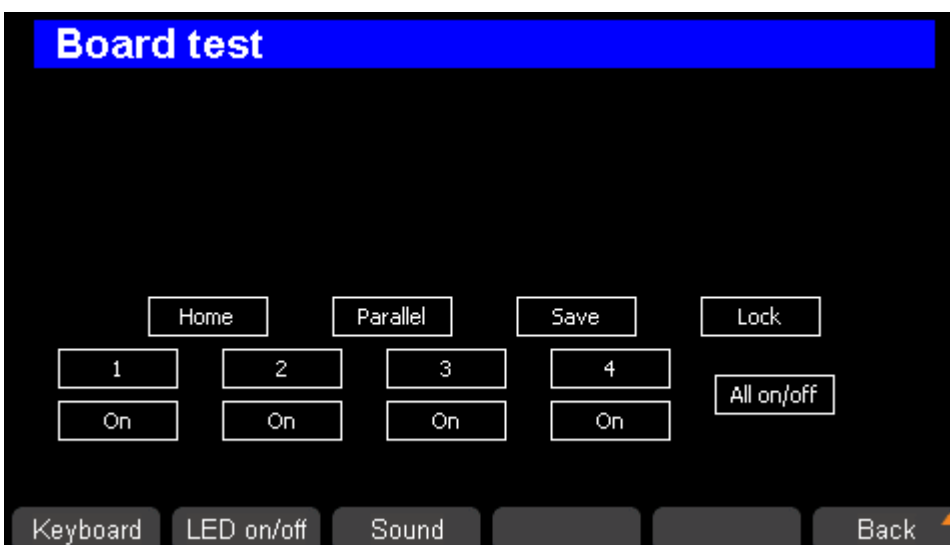 Board test
Home Parallel Save Lock
1 2 3 4
All on/off
On On On On
Keyboard LED on/off Sound Back